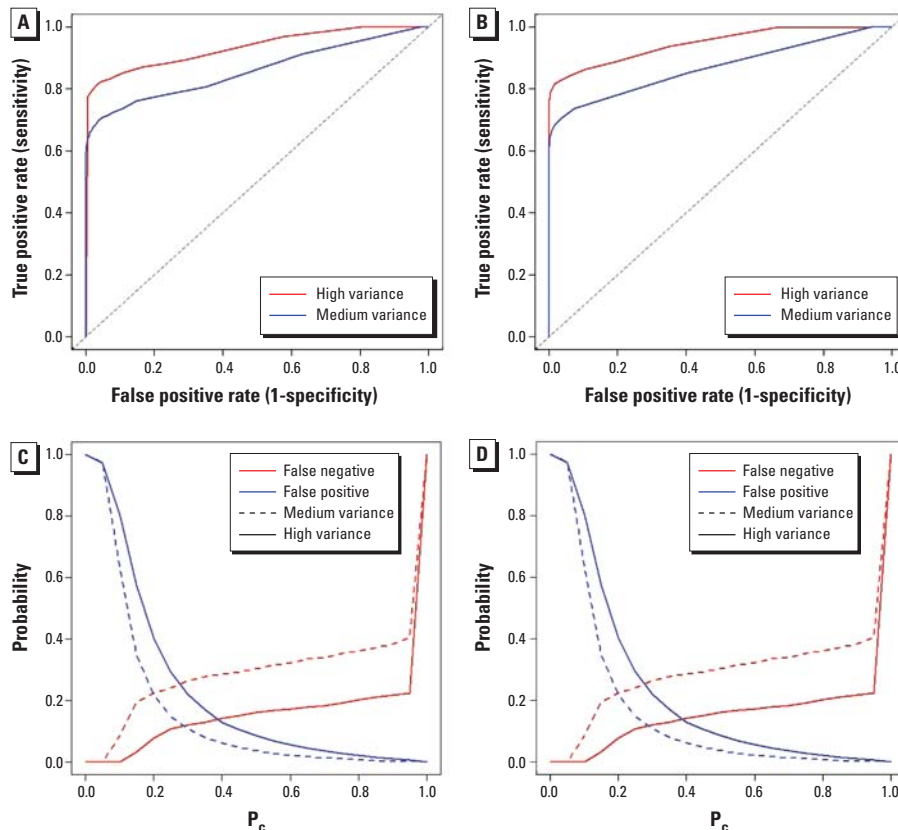 A
True positive rate (sensitivity)
1.0
0.8
0.6
0.4
0.2
0.0
High variance
Medium variance
0.0 0.2 0.4 0.6 0.8 1.0
False positive rate (1-specificity)
B
True positive rate (sensitivity)
1.0
0.8
0.6
0.4
0.2
0.0
High variance
Medium variance
0.0 0.2 0.4 0.6 0.8 1.0
False positive rate (1-specificity)
C
Probability
1.0
0.8
0.6
0.4
0.2
0.0
False negative
False positive
Medium variance
High variance
0.0 0.2 0.4 0.6 0.8 1.0
Pc
D
Probability
1.0
0.8
0.6
0.4
0.2
0.0
False negative
False positive
Medium variance
High variance
0.0 0.2 0.4 0.6 0.8 1.0
Pc